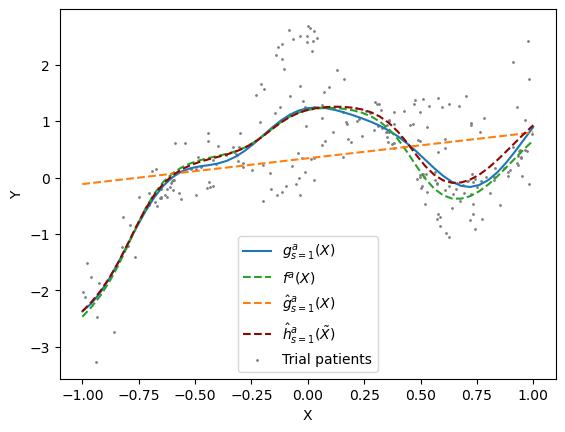 2
1
0
−1
−2
−3
Y
−1.00 −0.75 −0.50 −0.25 0.00 0.25 0.50 0.75 1.00
X
g^a_{s=1}(X)
f^a(X)
ĝ^a_{s=1}(X)
ĥ^a_{s=1}(X̃)
Trial patients